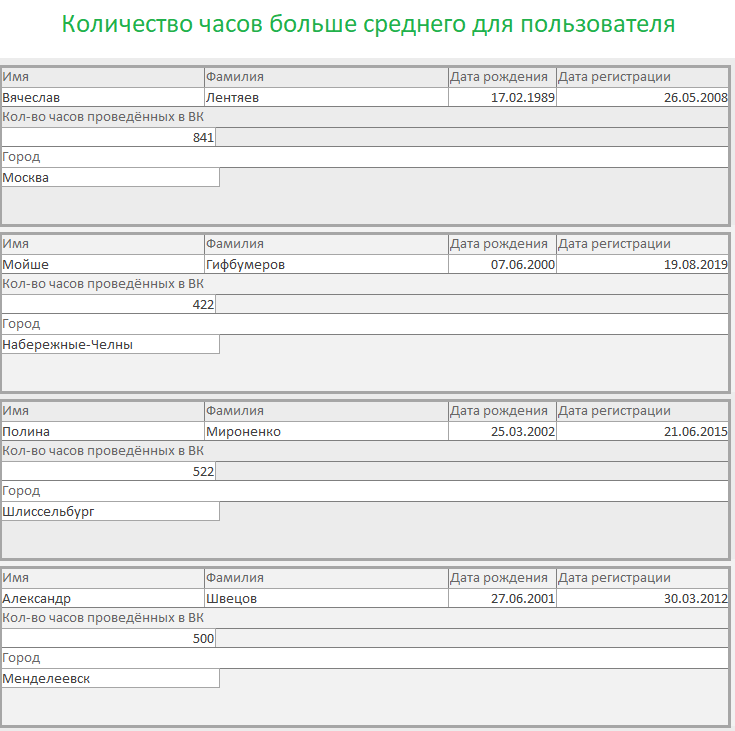 Количество часов больше среднего для пользователя
Имя Фамилия Дата рождения Дата регистрации
Вячеслав Лентяев 17.02.1989 26.05.2008
Кол-во часов проведённых в ВК
841
Город
Москва
Имя Фамилия Дата рождения Дата регистрации
Мойше Гифбумеров 07.06.2000 19.08.2019
Кол-во часов проведённых в ВК
422
Город
Набережные-Челны
Имя Фамилия Дата рождения Дата регистрации
Полина Мироненко 25.03.2002 21.06.2015
Кол-во часов проведённых в ВК
522
Город
Шлиссельбург
Имя Фамилия Дата рождения Дата регистрации
Александр Швецов 27.06.2001 30.03.2012
Кол-во часов проведённых в ВК
500
Город
Менделеевск